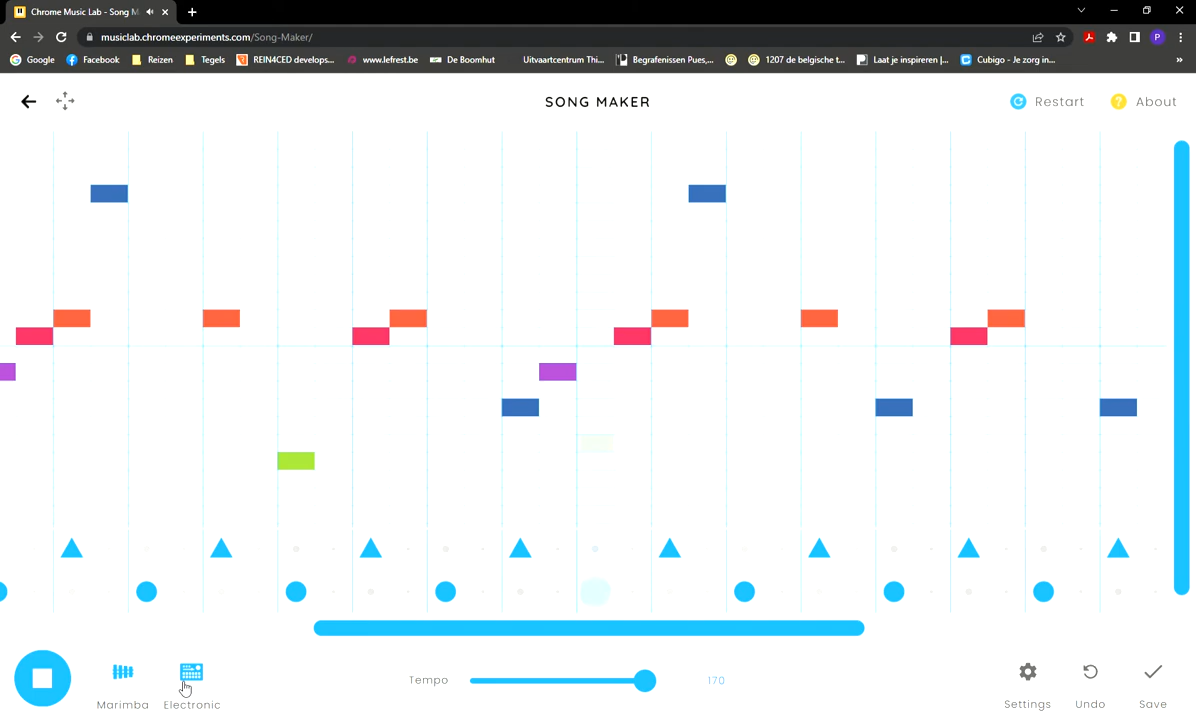 Chrome Music Lab - Song M
musiclab.chromeexperiments.com/Song-Maker/
P
Google Facebook Reizen Tegels REIN4CED develops... www.lefrest.be De Boomhut Uitvaartcentrum Thi... Begrafenissen Pues,... 1207 de belgische t... Laat je inspireren |... Cubigo - Je zorg in... »
SONG MAKER Restart ? About
Tempo 170
Marimba Electronic Settings Undo Save